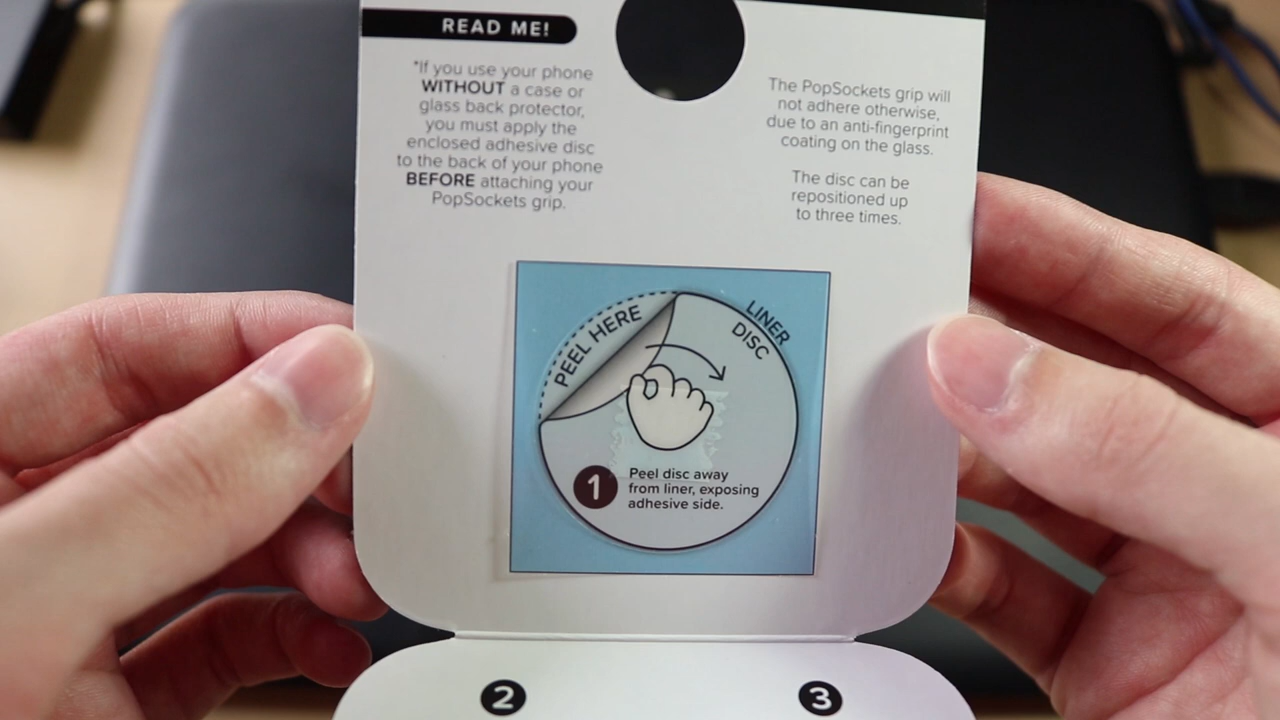 READ ME!
*If you use your phone
WITHOUT a case or
glass back protector,
you must apply the
enclosed adhesive disc
to the back of your phone
BEFORE attaching your
PopSockets grip.
The PopSockets grip will
not adhere otherwise,
due to an anti-fingerprint
coating on the glass.
The disc can be
repositioned up
to three times.
PEEL HERE
LINER
DISC
1
Peel disc away
from liner, exposing
adhesive side.
2
3